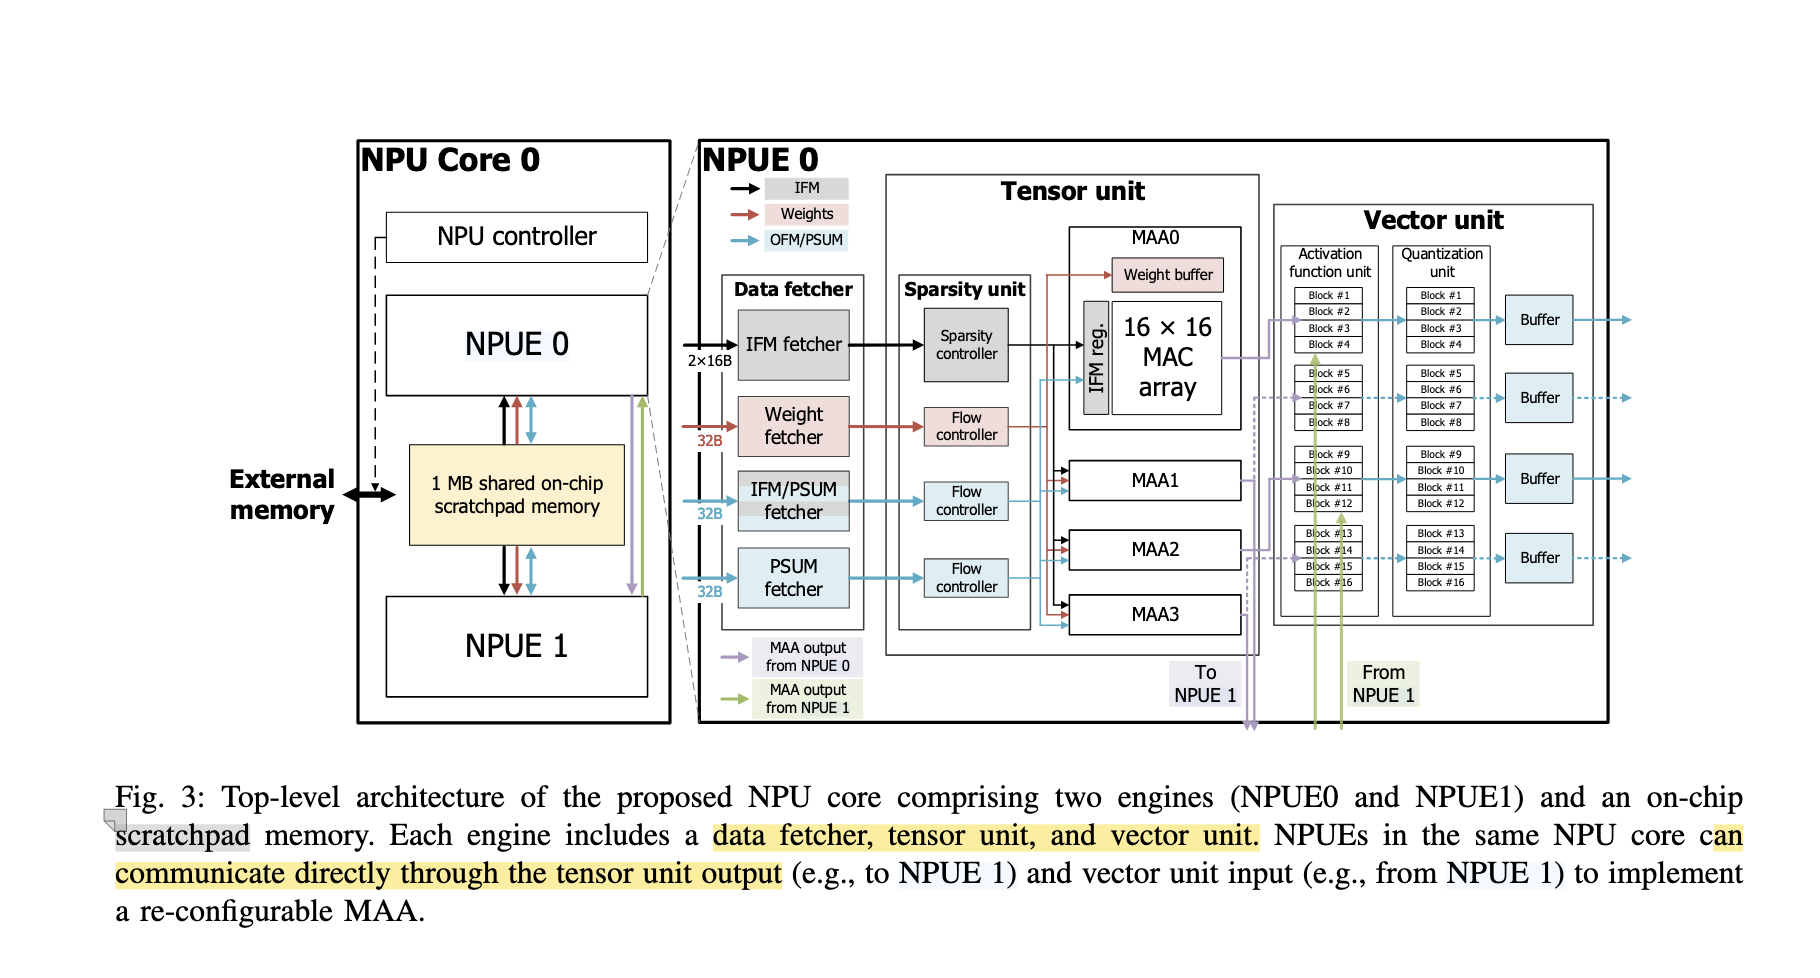 NPU Core 0
NPU controller
NPUE 0
External
memory
1 MB shared on-chip
scratchpad memory
NPUE 1
NPUE 0
IFM
Weights
OFM/PSUM
Data fetcher
2×16B
IFM fetcher
32B
Weight
fetcher
32B
IFM/PSUM
fetcher
32B
PSUM
fetcher
MAA output
from NPUE 0
MAA output
from NPUE 1
Tensor unit
Sparsity unit
Sparsity
controller
Flow
controller
Flow
controller
Flow
controller
MAA0
Weight buffer
IFM reg.
16 × 16
MAC
array
MAA1
MAA2
MAA3
To
NPUE 1
Vector unit
Activation
function unit
Block #1
Block #2
Block #3
Block #4
Block #5
Block #6
Block #7
Block #8
Block #9
Block #10
Block #11
Block #12
Block #13
Block #14
Block #15
Block #16
Quantization
unit
Block #1
Block #2
Block #3
Block #4
Block #5
Block #6
Block #7
Block #8
Block #9
Block #10
Block #11
Block #12
Block #13
Block #14
Block #15
Block #16
Buffer
Buffer
Buffer
Buffer
From
NPUE 1
Fig. 3: Top-level architecture of the proposed NPU core comprising two engines (NPUE0 and NPUE1) and an on-chip
scratchpad memory. Each engine includes a data fetcher, tensor unit, and vector unit. NPUEs in the same NPU core can
communicate directly through the tensor unit output (e.g., to NPUE 1) and vector unit input (e.g., from NPUE 1) to implement
a re-configurable MAA.